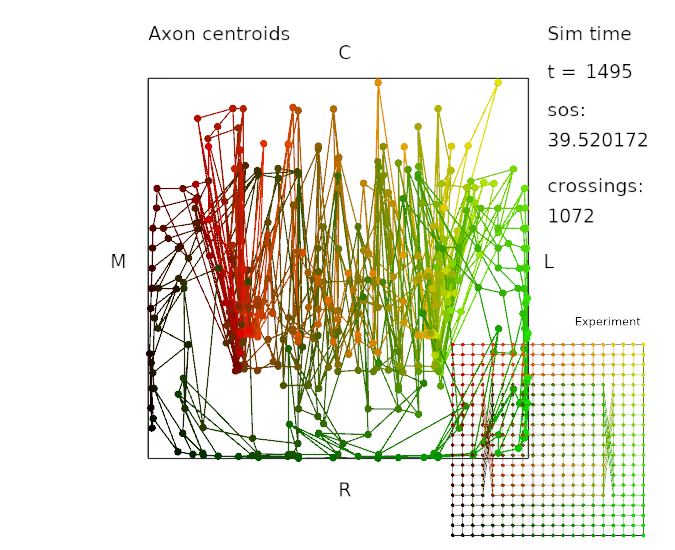 Axon centroids
C
Sim time
t = 1495
sos:
39.520172
crossings:
1072
M
L
Experiment
R